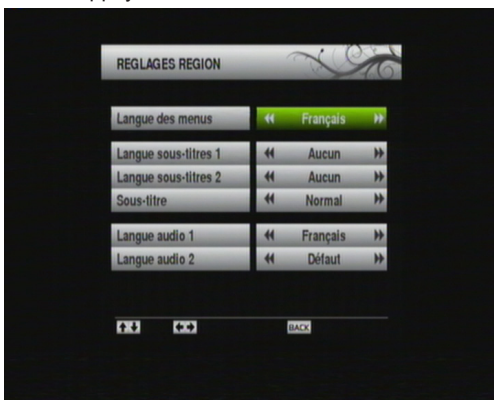 REGLAGES REGION
Langue des menus Français
Langue sous-titres 1 Aucun
Langue sous-titres 2 Aucun
Sous-titre Normal
Langue audio 1 Français
Langue audio 2 Défaut
BACK